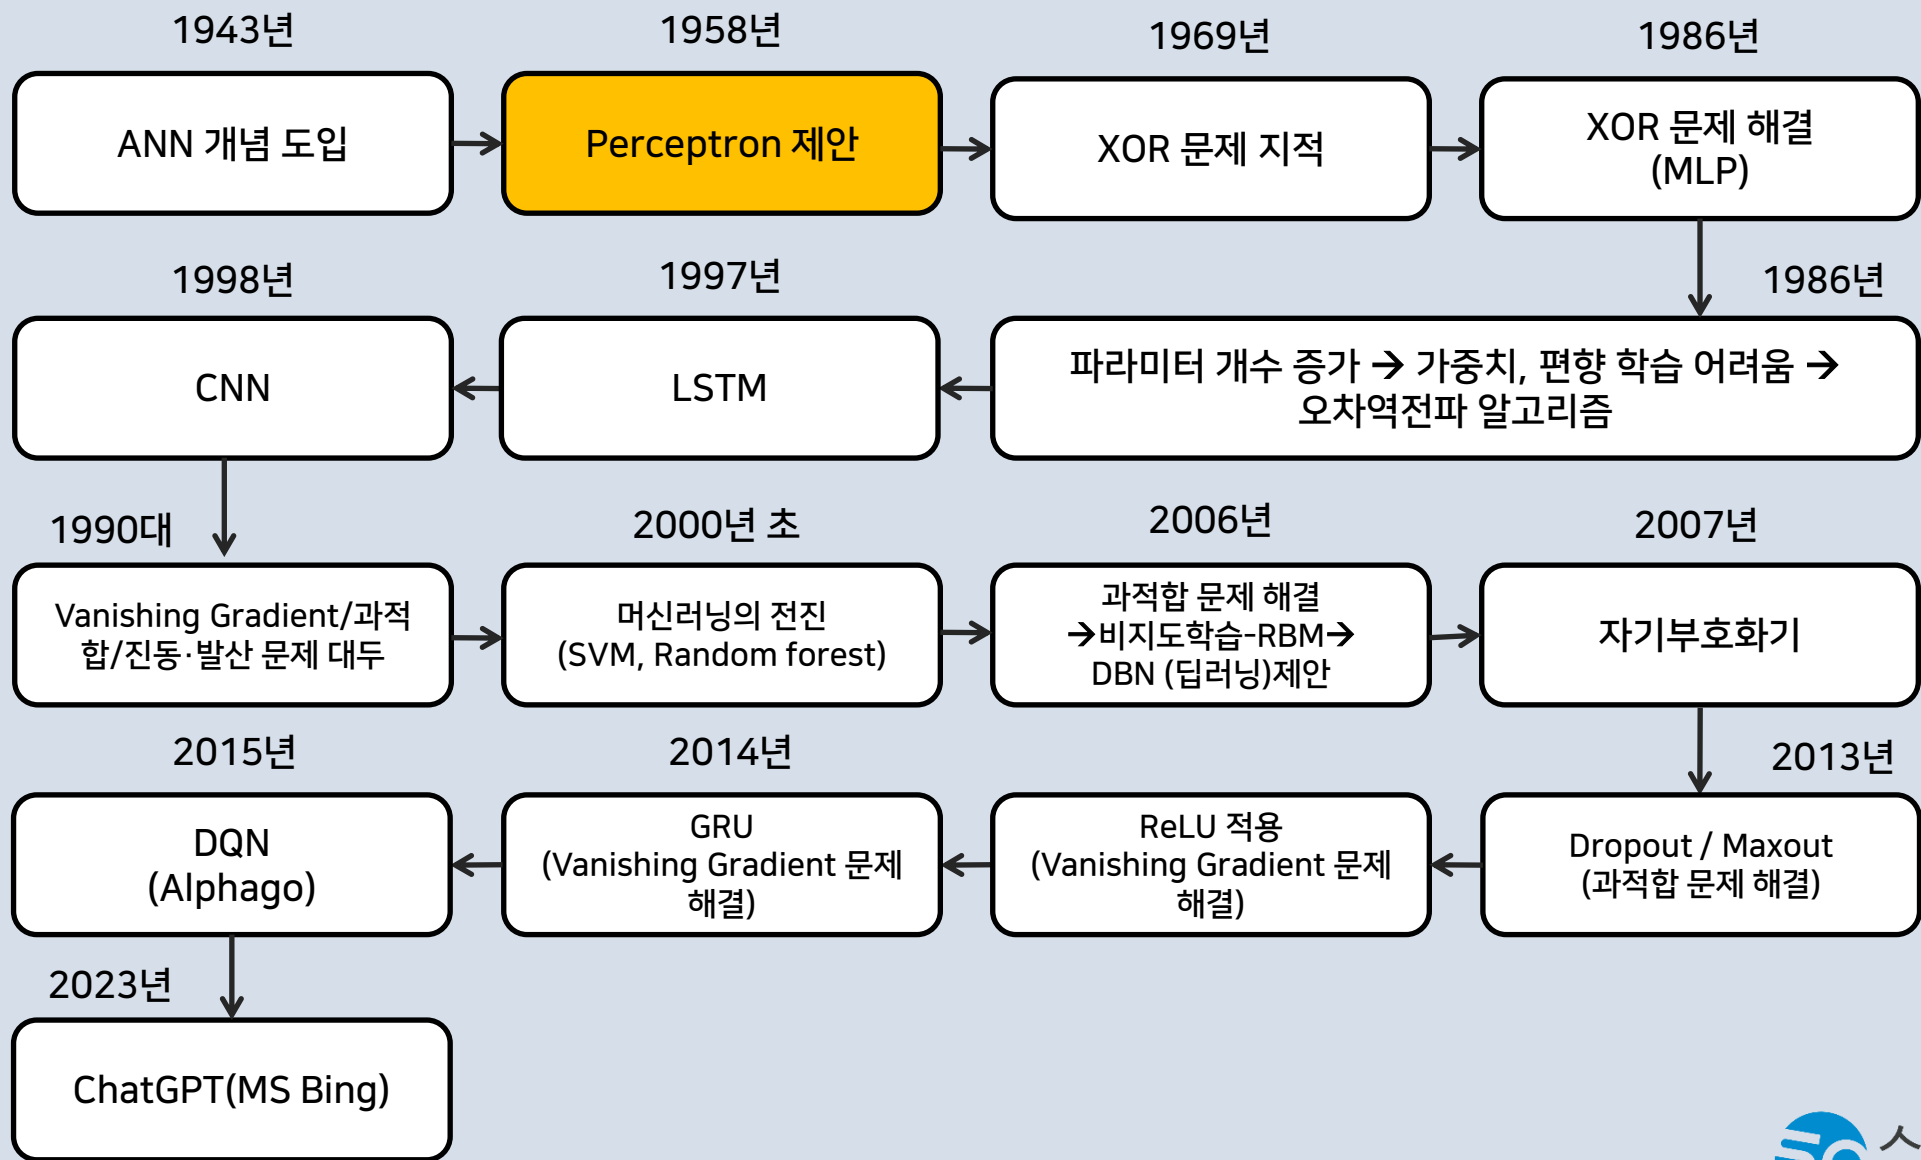 1943년
ANN 개념 도입
1958년
Perceptron 제안
1969년
XOR 문제 지적
1986년
XOR 문제 해결
(MLP)
1986년
파라미터 개수 증가 → 가중치, 편향 학습 어려움 →
오차역전파 알고리즘
1997년
LSTM
1998년
CNN
1990대
Vanishing Gradient/과적
합/진동·발산 문제 대두
2000년 초
머신러닝의 전진
(SVM, Random forest)
2006년
과적합 문제 해결
→비지도학습-RBM→
DBN (딥러닝)제안
2007년
자기부호화기
2013년
Dropout / Maxout
(과적합 문제 해결)
ReLU 적용
(Vanishing Gradient 문제
해결)
2014년
GRU
(Vanishing Gradient 문제
해결)
2015년
DQN
(Alphago)
2023년
ChatGPT(MS Bing)